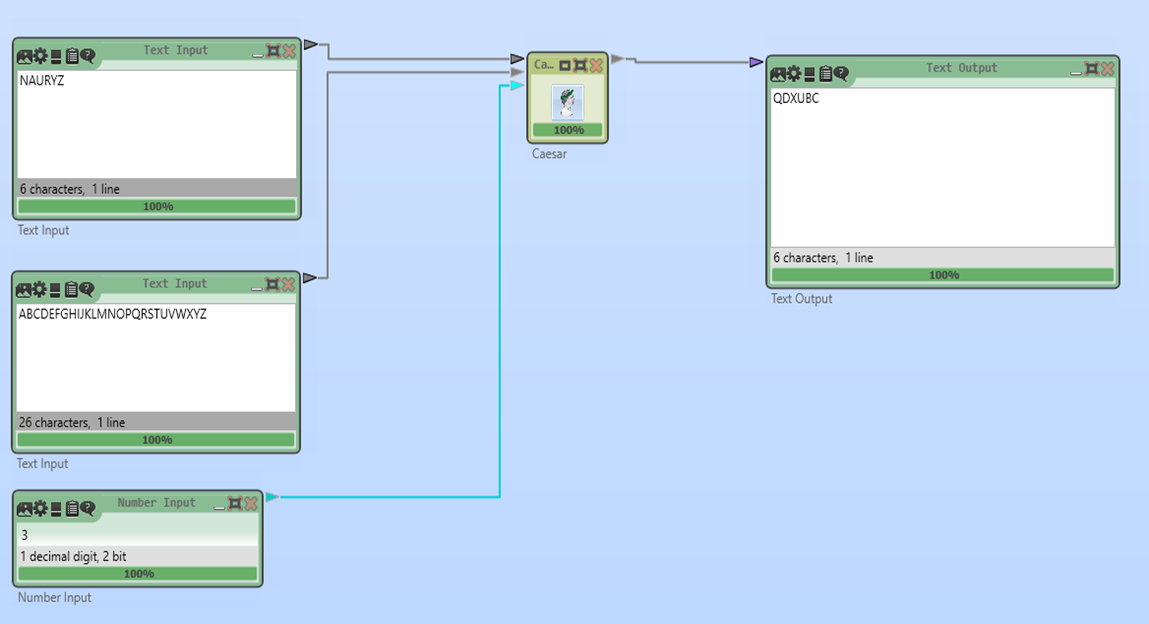 Text Input
NAURYZ
6 characters, 1 line
100%
Text Input
Text Input
ABCDEFGHIJKLMNOPQRSTUVWXYZ
26 characters, 1 line
100%
Text Input
Number Input
3
1 decimal digit, 2 bit
100%
Number Input
Ca...
100%
Caesar
Text Output
QDXUBC
6 characters, 1 line
100%
Text Output